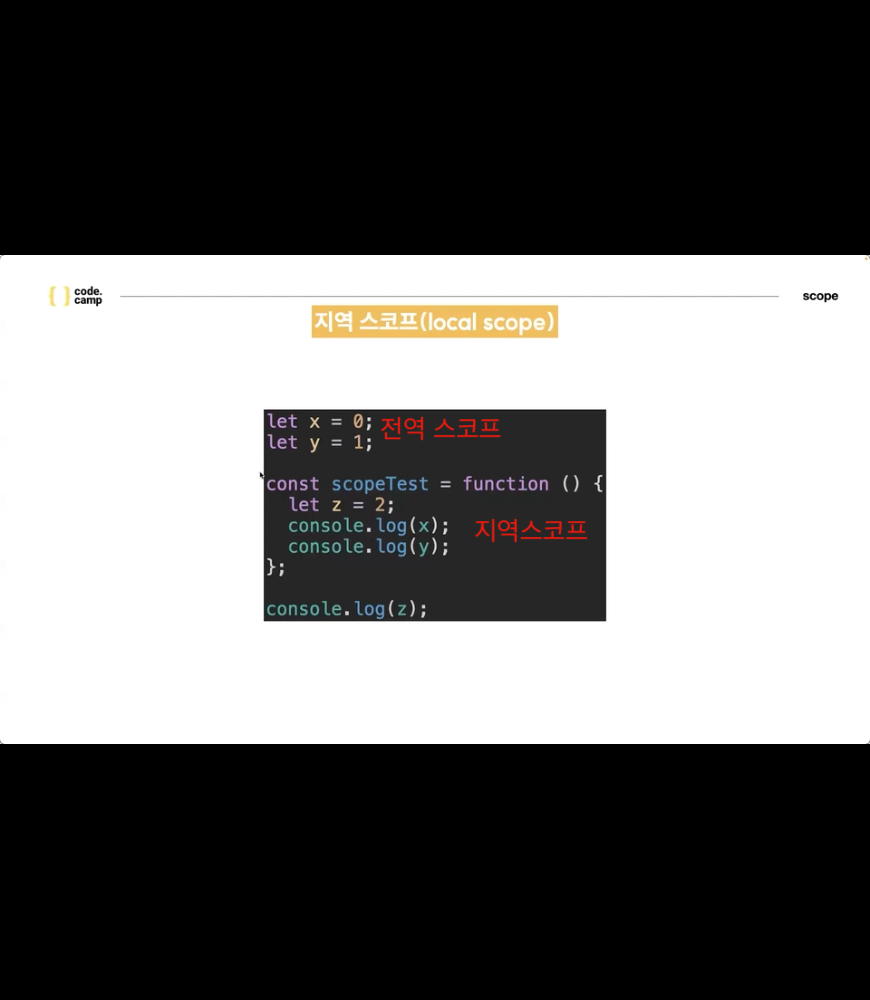 { } code.
camp
scope
지역 스코프(local scope)
let x = 0; 전역 스코프
let y = 1;
const scopeTest = function () {
let z = 2;
console.log(x); 지역스코프
console.log(y);
};
console.log(z);